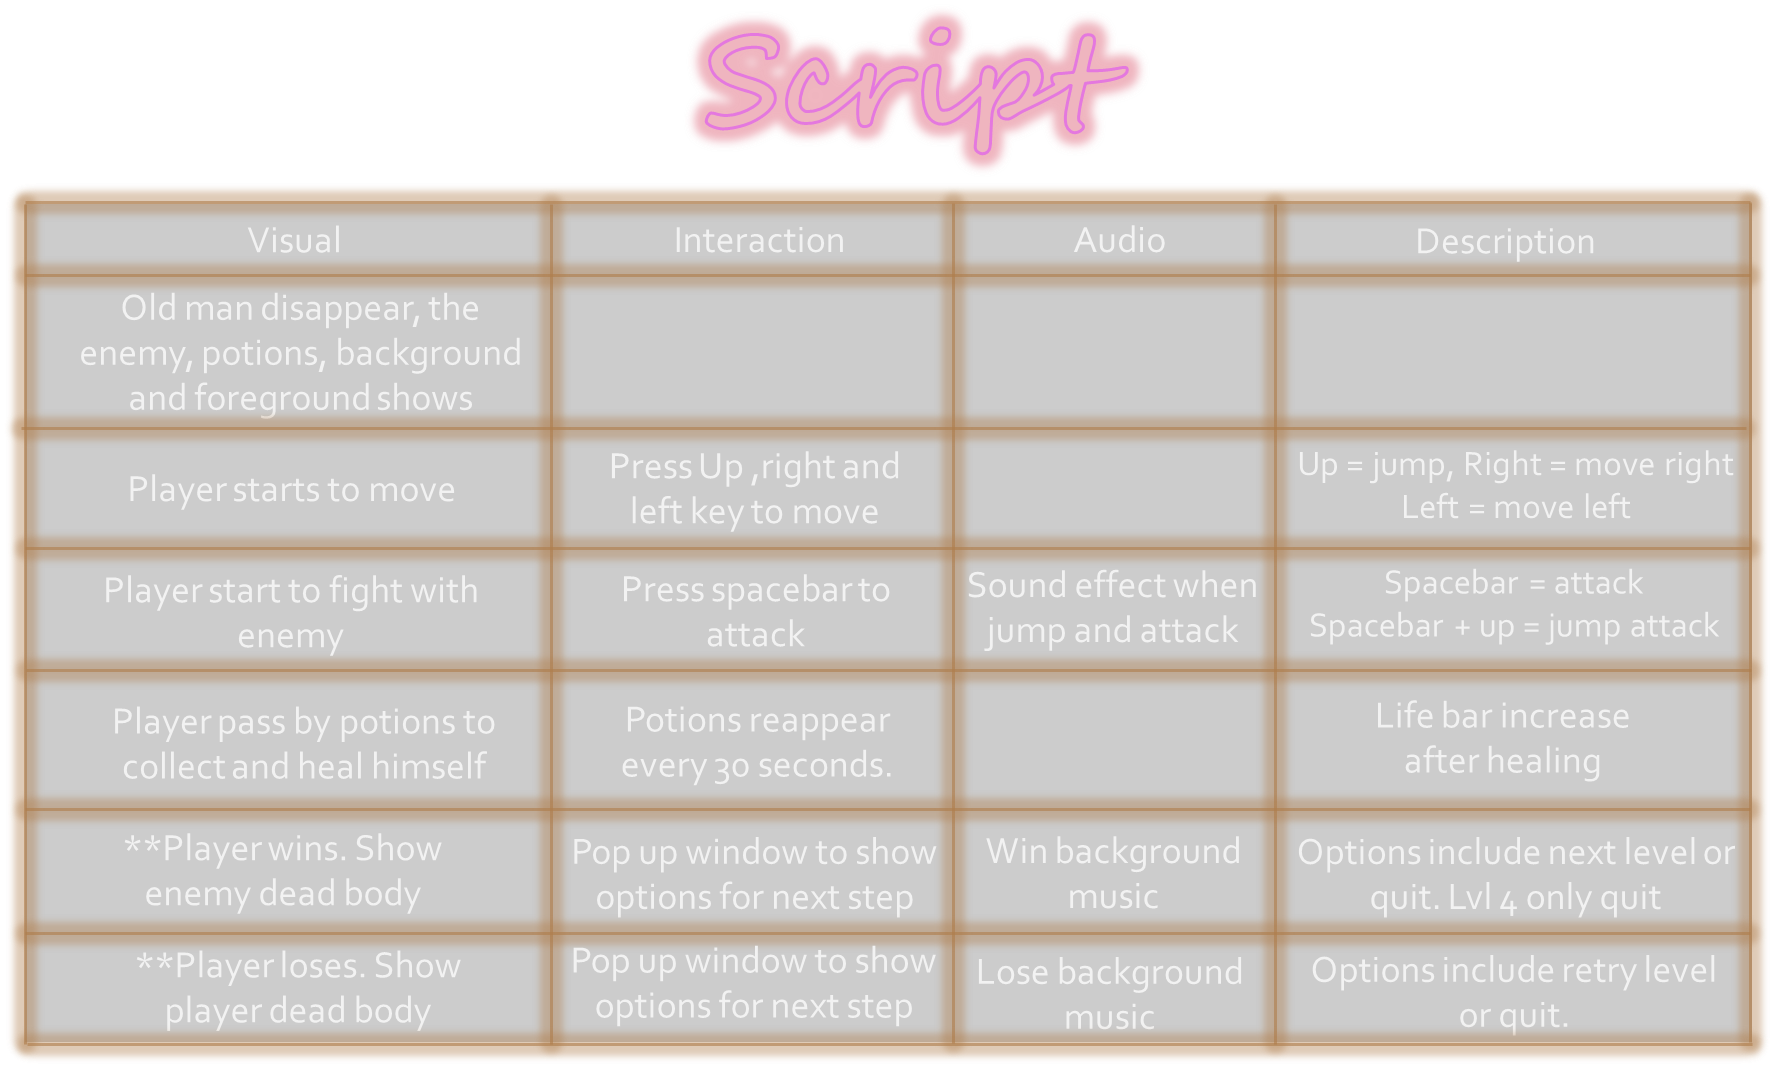 Script
Visual
Interaction
Audio
Description
Old man disappear, the
enemy, potions, background
and foreground shows
Player starts to move
Press Up ,right and
left key to move
Up = jump, Right = move right
Left = move left
Player start to fight with
enemy
Press spacebar to
attack
Sound effect when
jump and attack
Spacebar = attack
Spacebar + up = jump attack
Player pass by potions to
collect and heal himself
Potions reappear
every 30 seconds.
Life bar increase
after healing
**Player wins. Show
enemy dead body
Pop up window to show
options for next step
Win background
music
Options include next level or
quit. Lvl 4 only quit
**Player loses. Show
player dead body
Pop up window to show
options for next step
Lose background
music
Options include retry level
or quit.